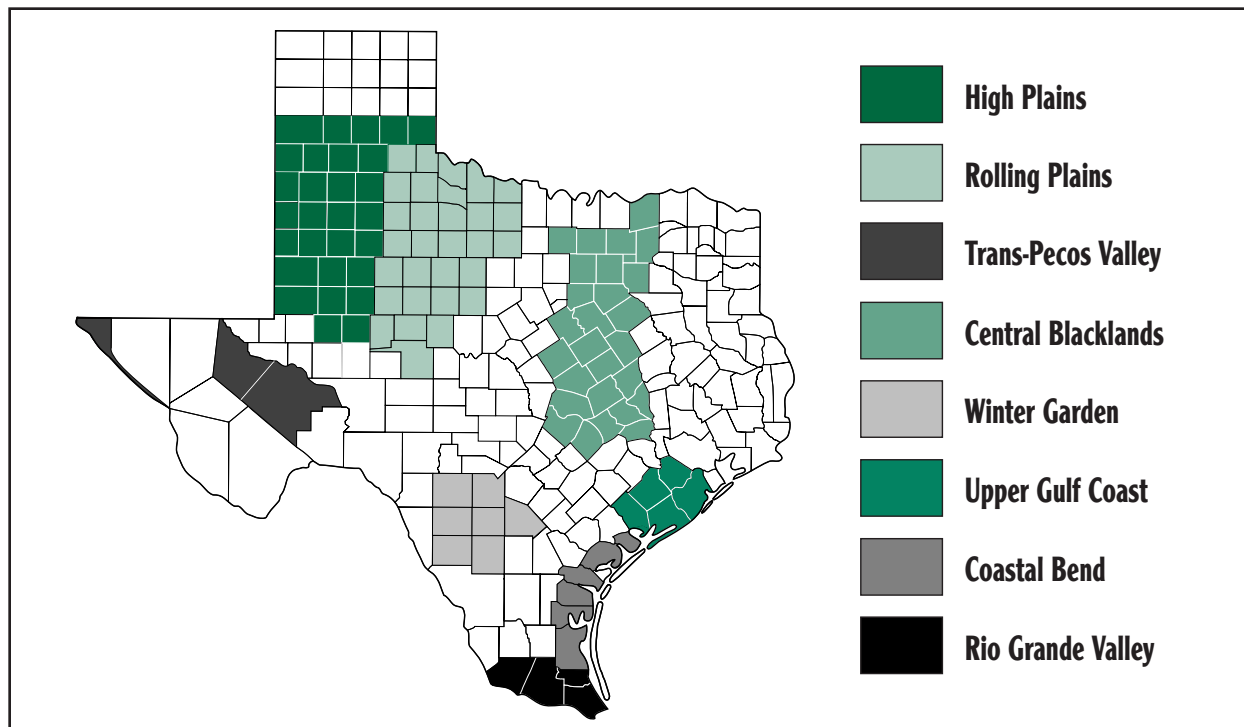 High Plains
Rolling Plains
Trans-Pecos Valley
Central Blacklands
Winter Garden
Upper Gulf Coast
Coastal Bend
Rio Grande Valley